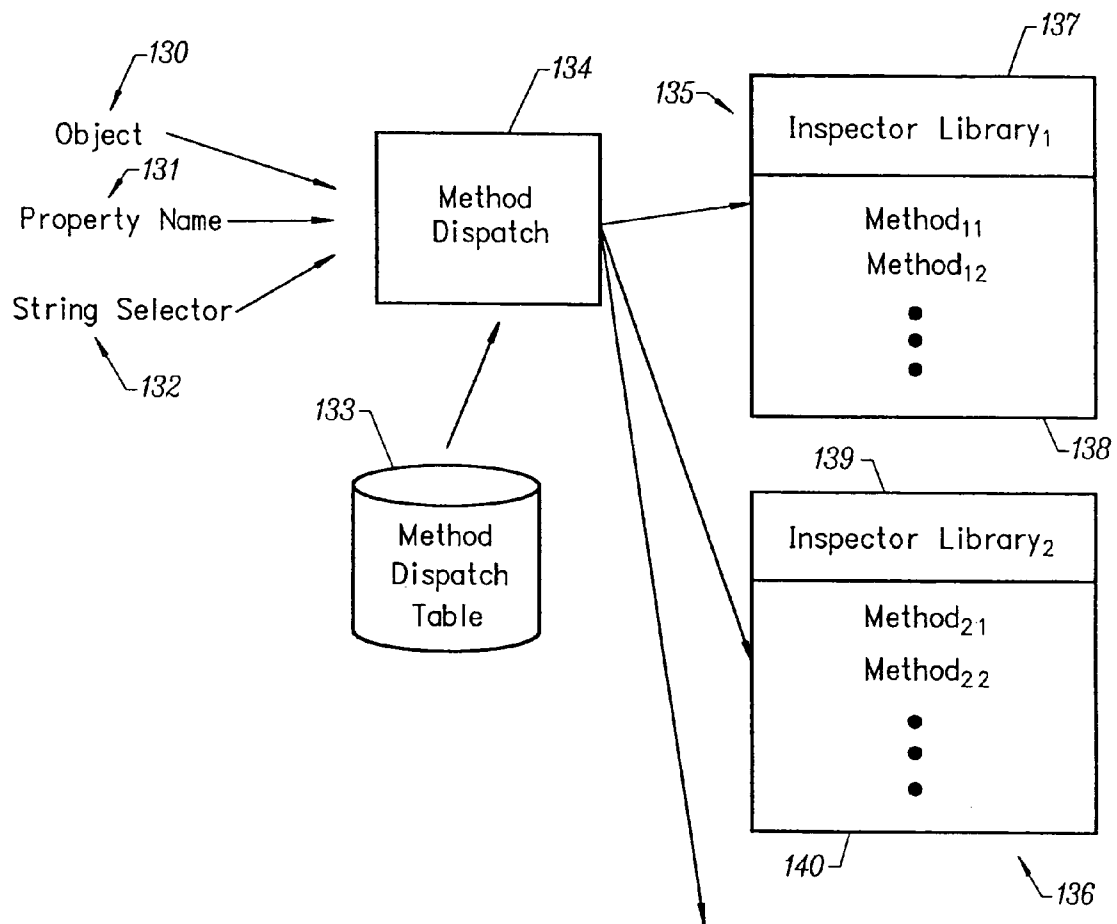 130
Object
131
Property Name
String Selector
132
133
Method
Dispatch
Table
134
Method
Dispatch
135
137
Inspector Library₁
Method₁₁
Method₁₂
138
139
Inspector Library₂
Method₂₁
Method₂₂
140
136